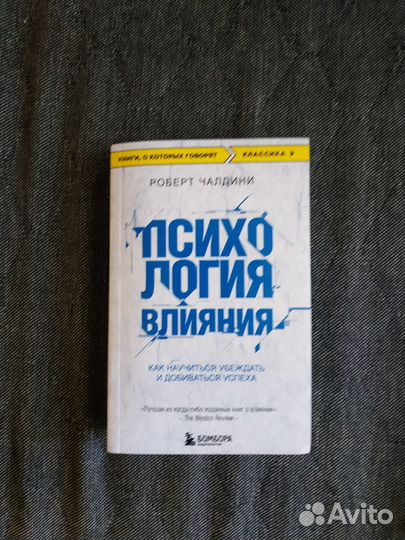 КНИГИ, О КОТОРЫХ ГОВОРЯТ КЛАССИКА
РОБЕРТ ЧАЛДИНИ
ПСИХО
ЛОГИЯ
ВЛИЯНИЯ
КАК НАУЧИТЬСЯ УБЕЖДАТЬ
И ДОБИВАТЬСЯ УСПЕХА
«Лучшая из когда-либо изданных книг о влиянии»
- The Weston Review -
БОМБОРА
Avito